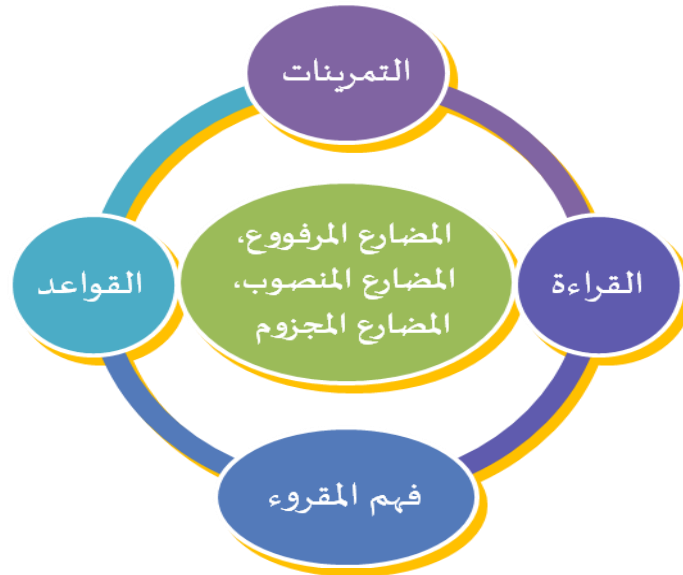 التمرينات
المضارع المرفووع،
المضارع المنصوب،
المضارع المجزوم
القراءة
القواعد
فهم المقروء